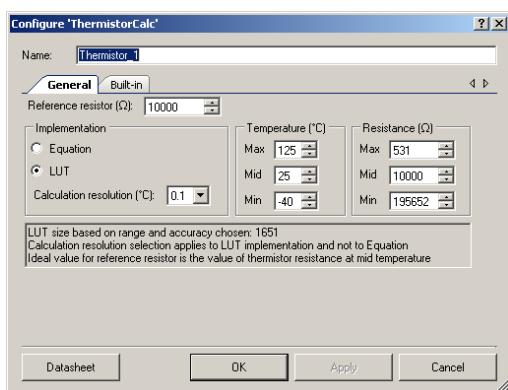 Configure 'ThermistorCalc'
Name: Thermistor_1
General Built-in
Reference resistor (Ω): 10000
Implementation
Equation
LUT
Calculation resolution (°C): 0.1
Temperature (°C)
Max 125
Mid 25
Min -40
Resistance (Ω)
Max 531
Mid 10000
Min 195652
LUT size based on range and accuracy chosen: 1651
Calculation resolution selection applies to LUT implementation and not to Equation
Ideal value for reference resistor is the value of thermistor resistance at mid temperature
Datasheet OK Apply Cancel